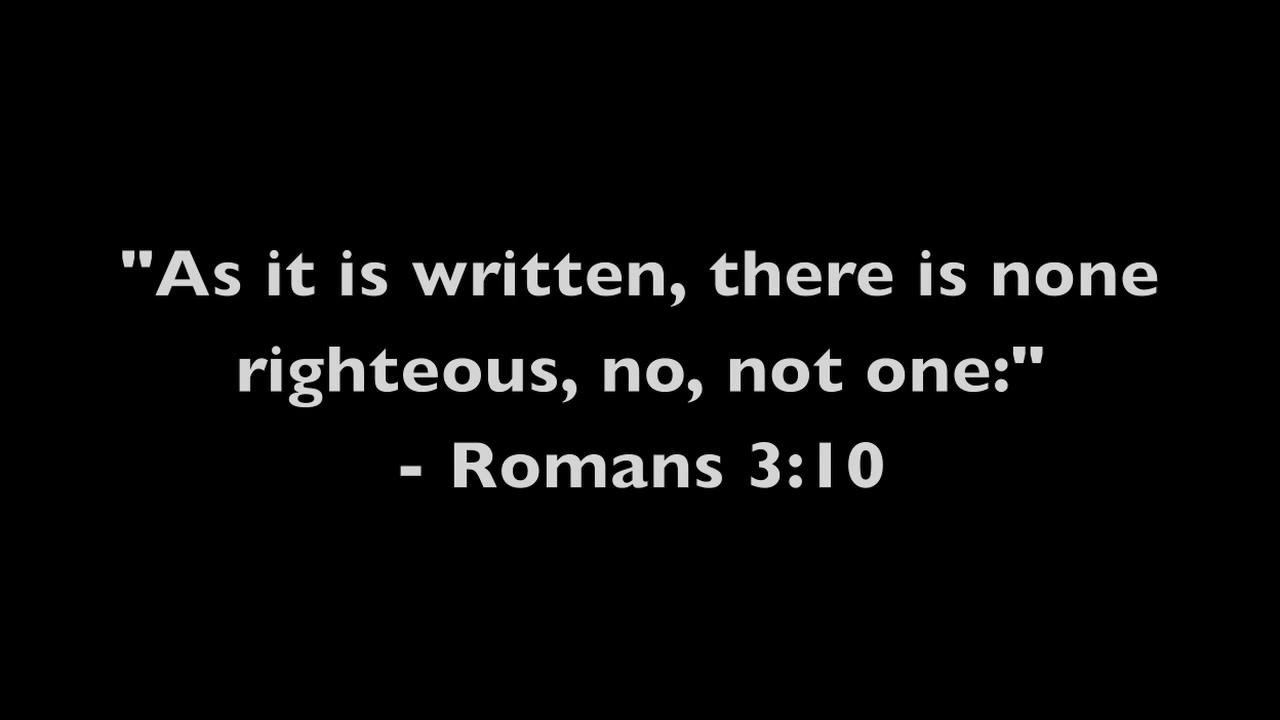 "As it is written, there is none
righteous, no, not one:"
- Romans 3:10